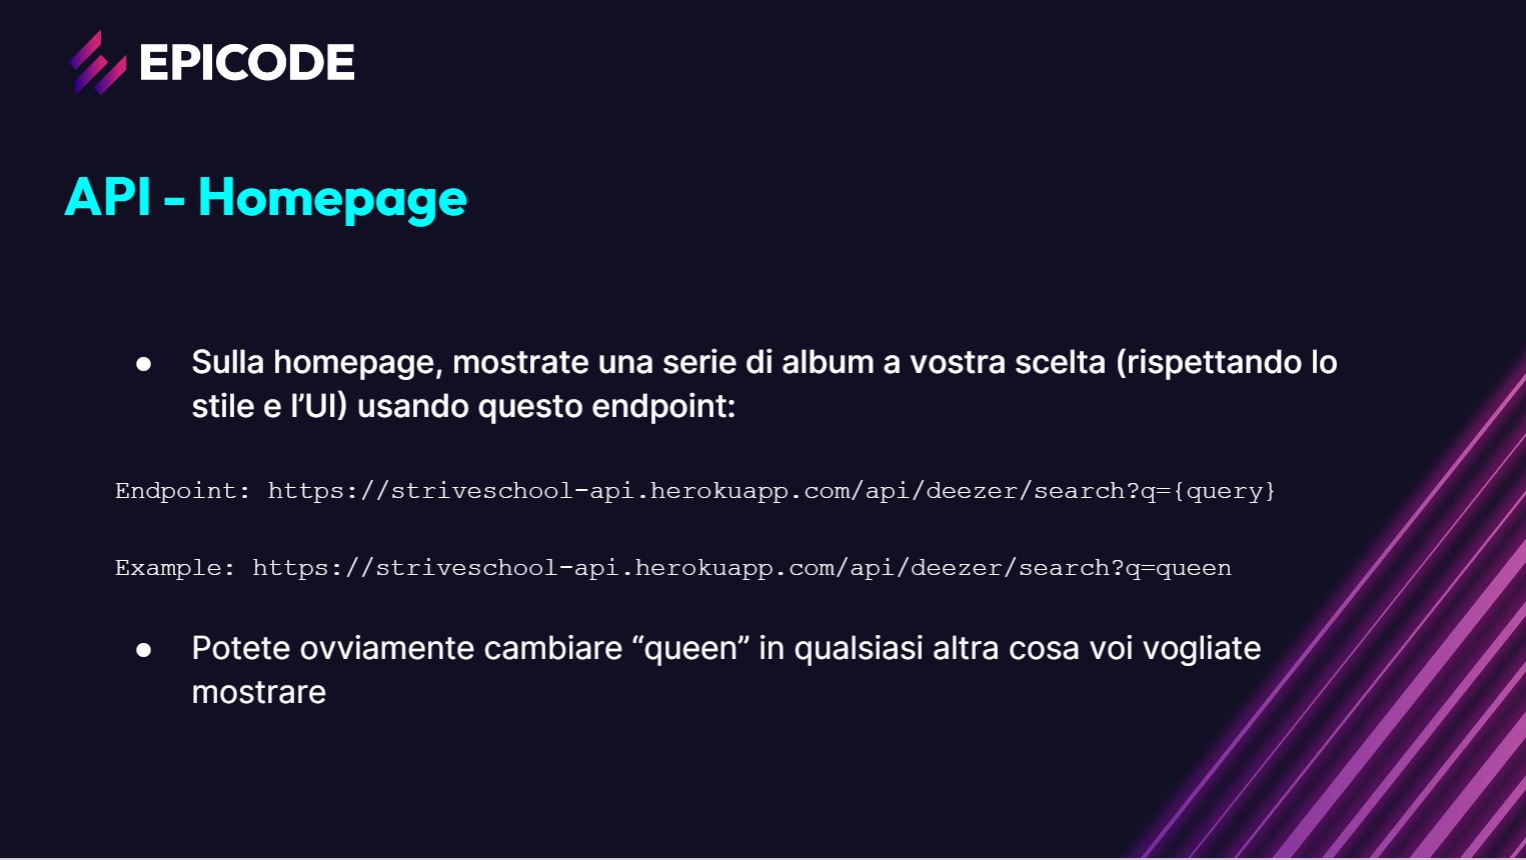 EPICODE
API - Homepage
● Sulla homepage, mostrate una serie di album a vostra scelta (rispettando lo
stile e l’UI) usando questo endpoint:
Endpoint: https://striveschool-api.herokuapp.com/api/deezer/search?q={query}
Example: https://striveschool-api.herokuapp.com/api/deezer/search?q=queen
● Potete ovviamente cambiare “queen” in qualsiasi altra cosa voi vogliate
mostrare